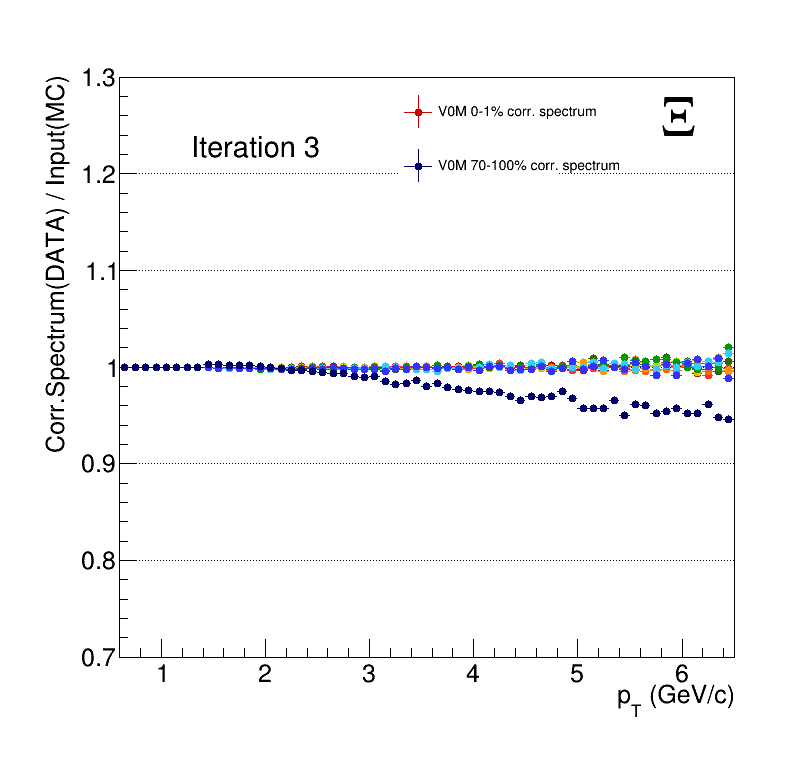 Corr.Spectrum(DATA) / Input(MC)
1.3
1.2
1.1
1
0.9
0.8
0.7
Iteration 3
V0M 0-1% corr. spectrum
V0M 70-100% corr. spectrum
Ξ
1 2 3 4 5 6
p_T (GeV/c)